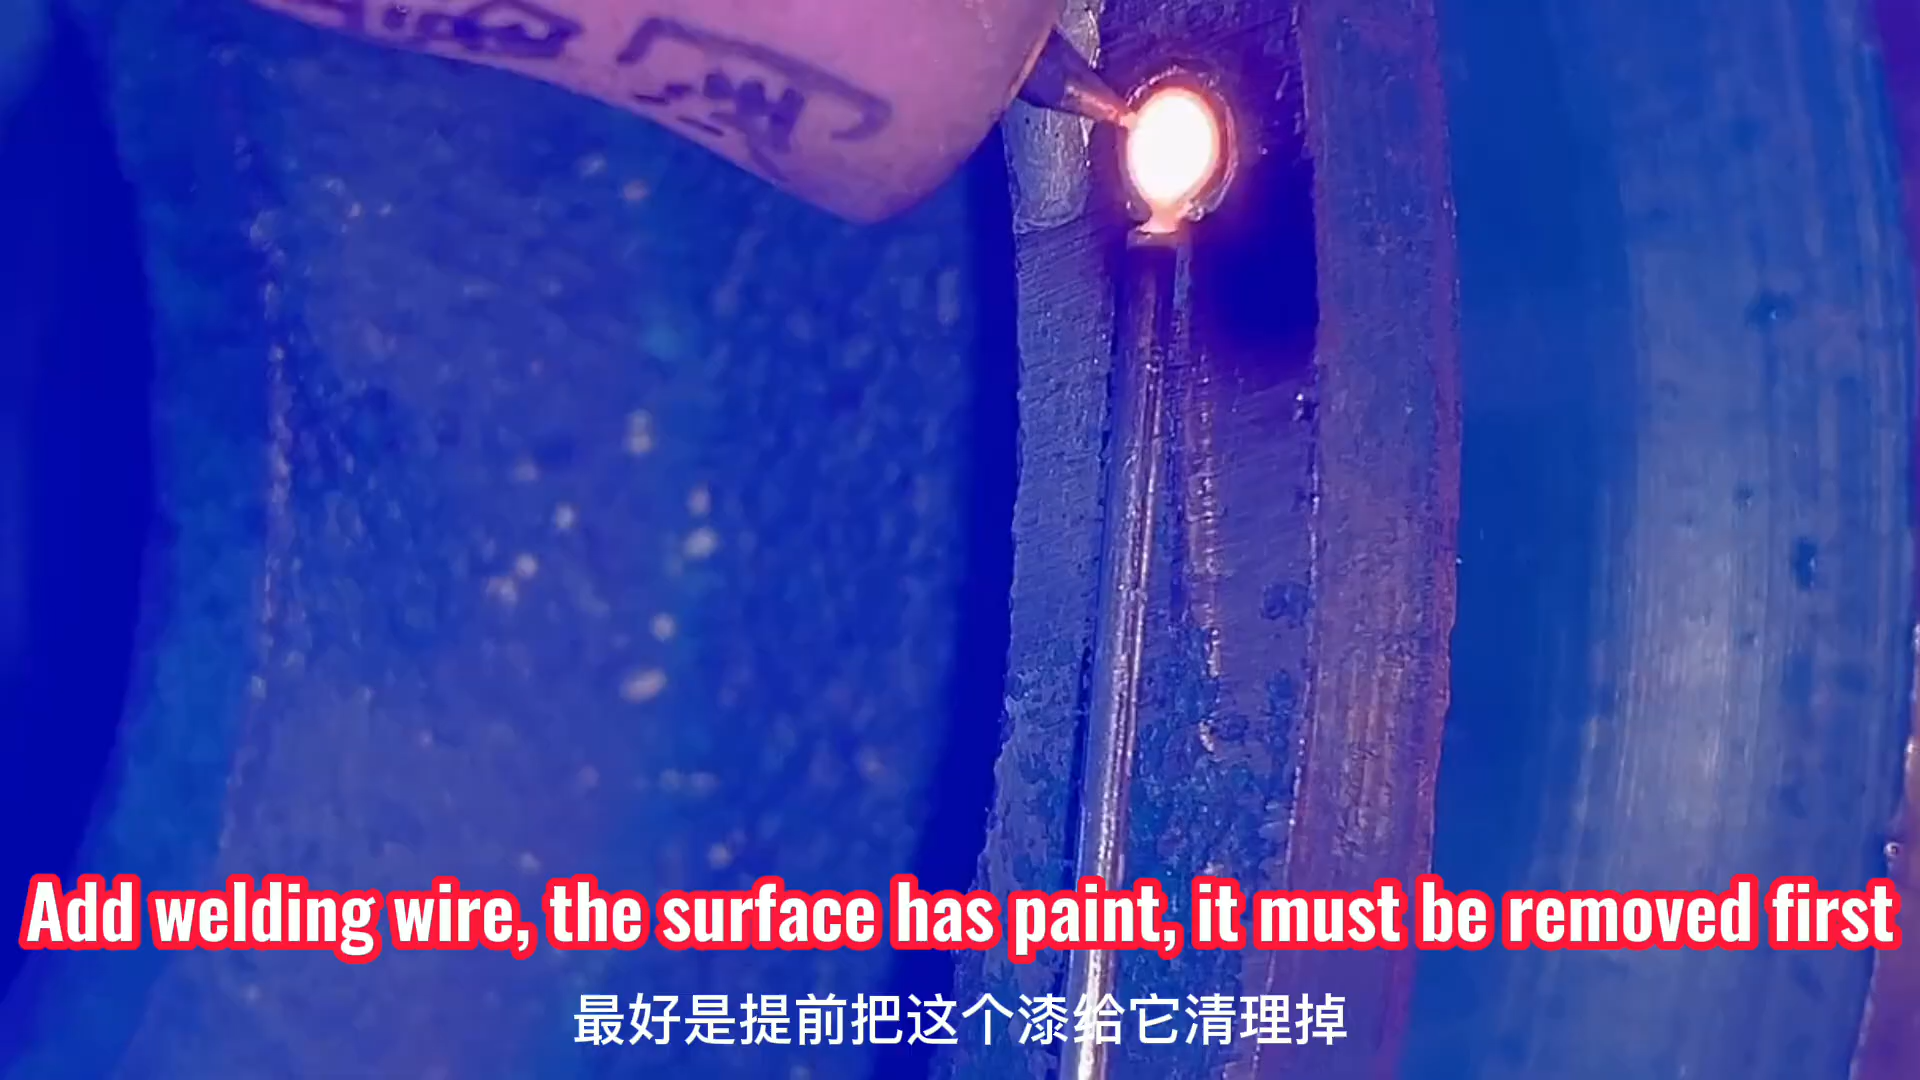 Add welding wire, the surface has paint, it must be removed first
最好是提前把这个漆给它清理掉